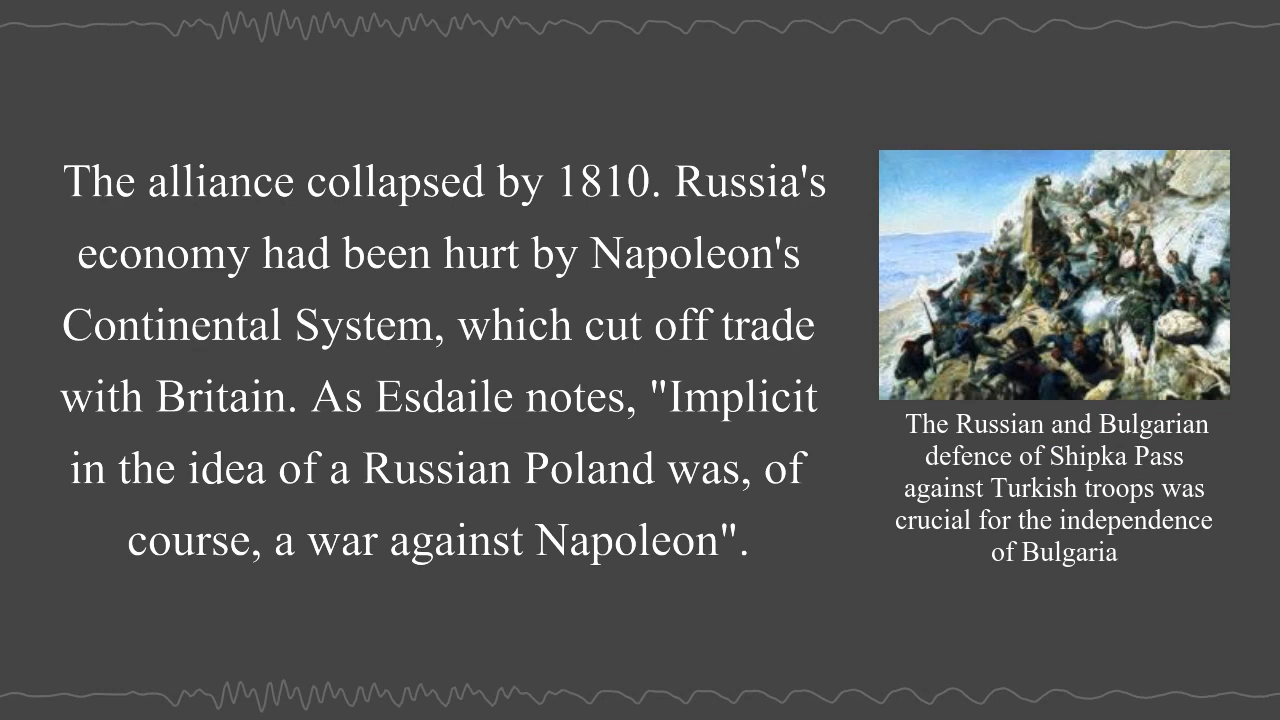 The alliance collapsed by 1810. Russia's
economy had been hurt by Napoleon's
Continental System, which cut off trade
with Britain. As Esdaile notes, "Implicit
in the idea of a Russian Poland was, of
course, a war against Napoleon".
The Russian and Bulgarian
defence of Shipka Pass
against Turkish troops was
crucial for the independence
of Bulgaria